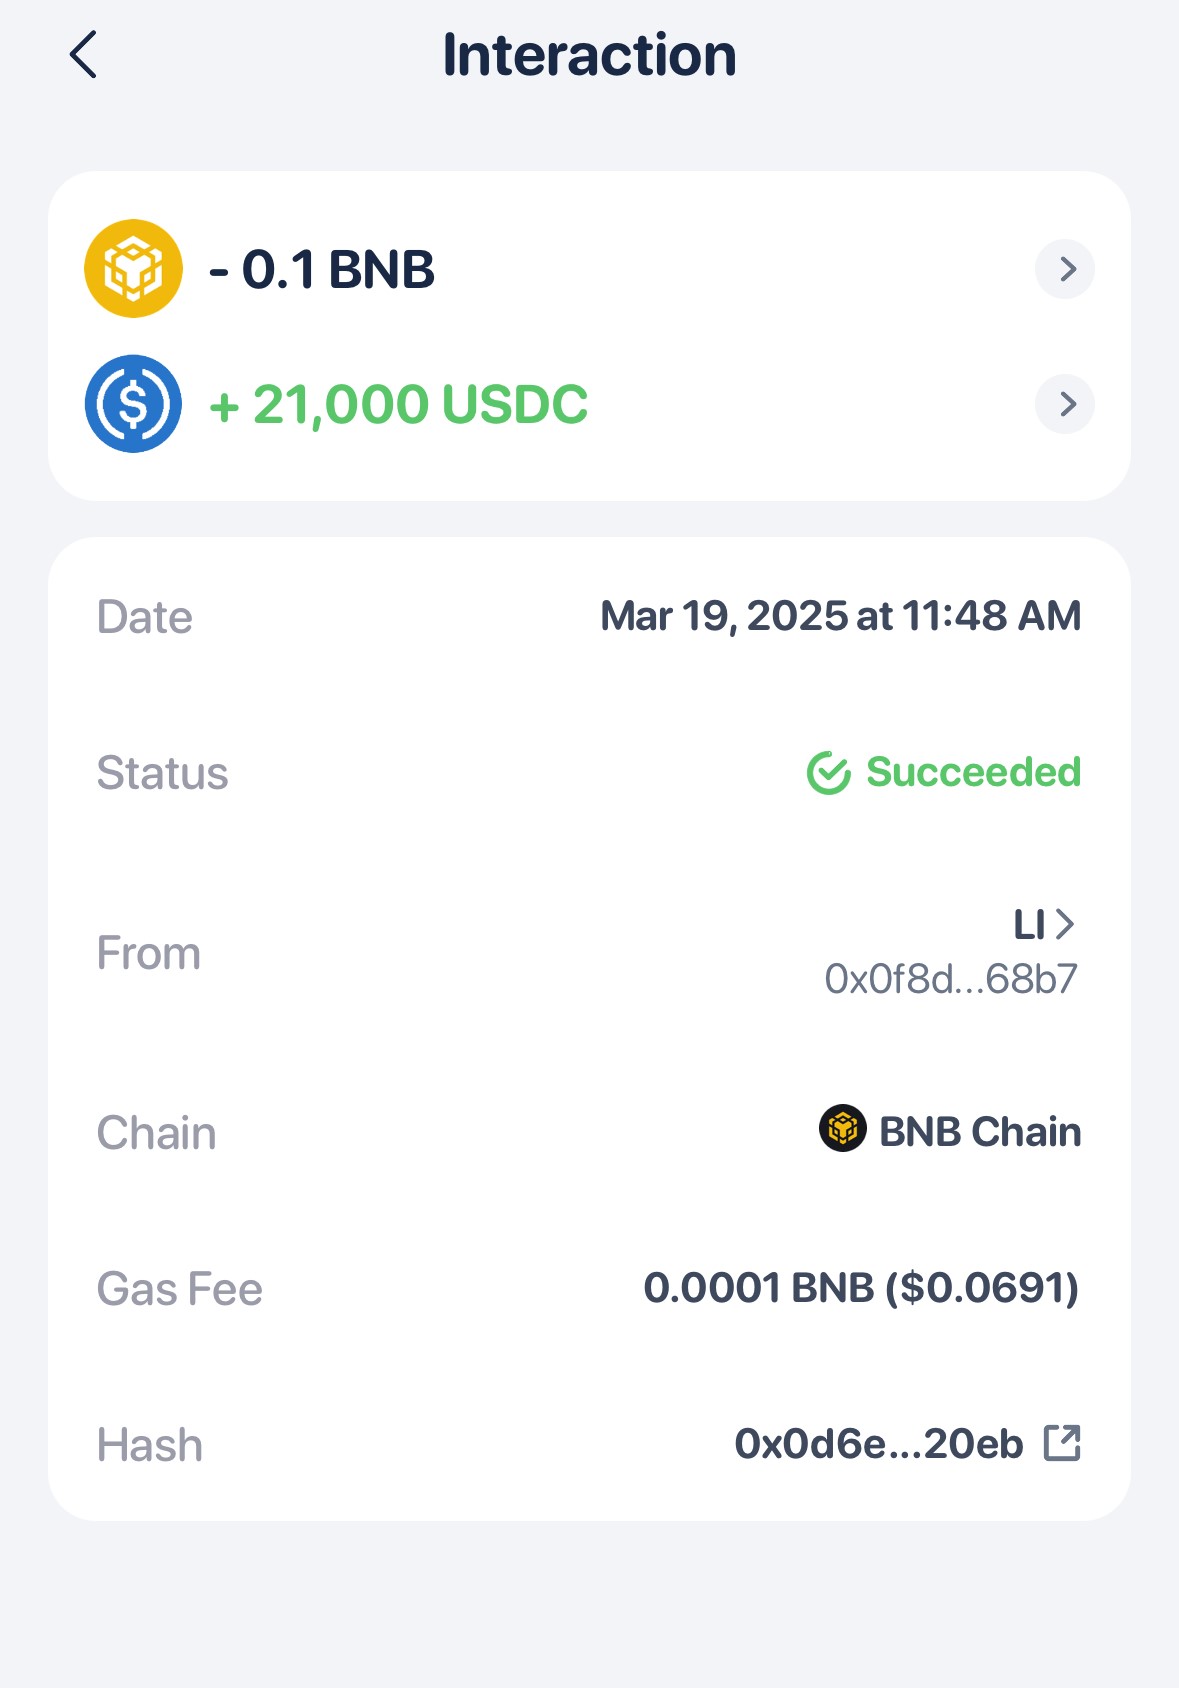 Interaction
- 0.1 BNB
+ 21,000 USDC
Date
Mar 19, 2025 at 11:48 AM
Status
Succeeded
From
LI
0x0f8d...68b7
Chain
BNB Chain
Gas Fee
0.0001 BNB ($0.0691)
Hash
0x0d6e...20eb